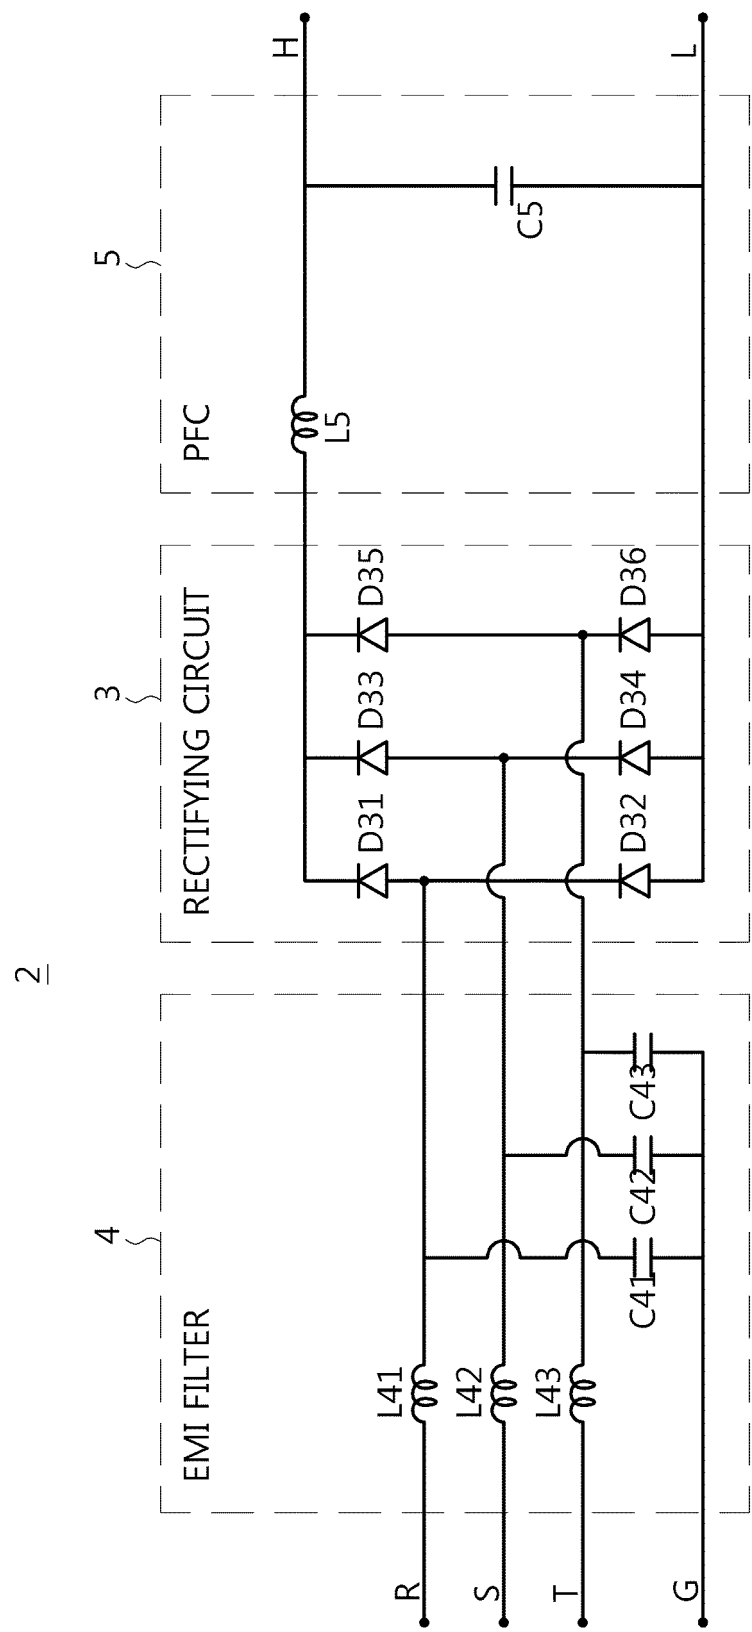 2
EMI FILTER
4
RECTIFYING CIRCUIT
3
PFC
5
R
S
T
G
L41
L42
L43
C41
C42
C43
D31
D33
D35
D32
D34
D36
L5
C5
H
L